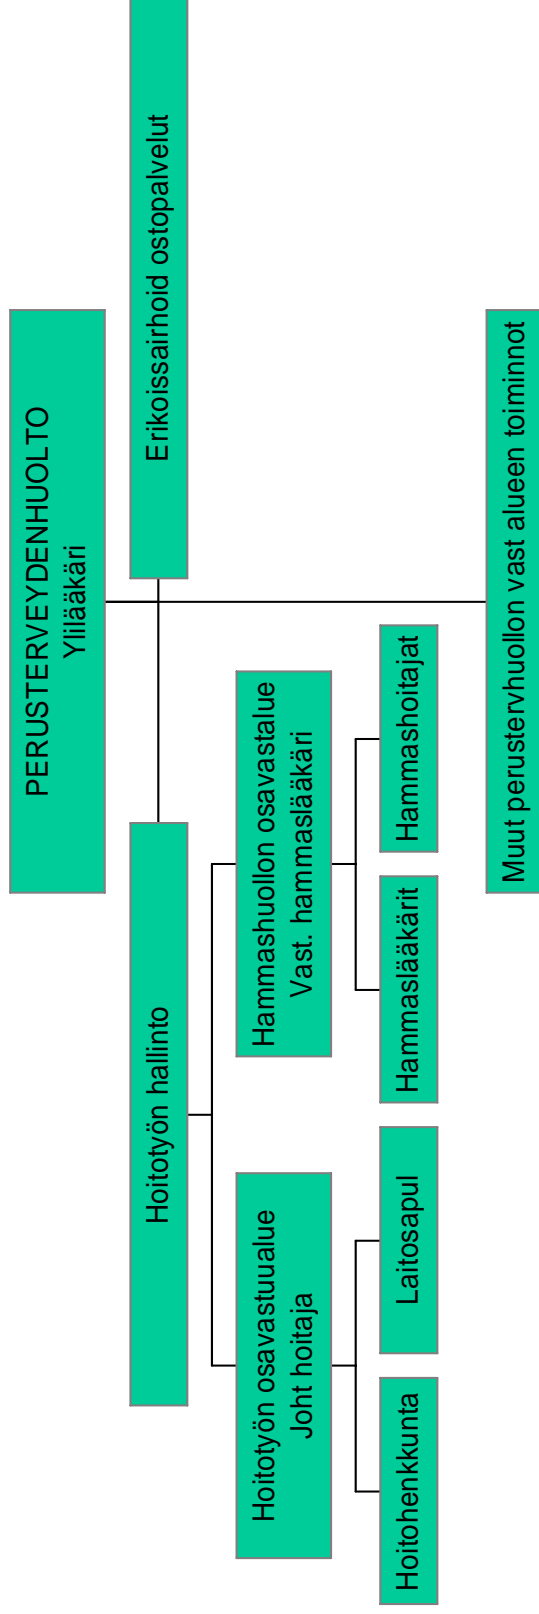 PERUSTERVEYDENHUOLTO
Ylilääkäri
Hoitotyön hallinto
Erikoissairhoid ostopalvelut
Hoitotyön osavastuualue
Joht hoitaja
Hammashuollon osavastalue
Vast. hammaslääkäri
Hoitohenkkunta
Laitosapul
Hammaslääkärit
Hammashoitajat
Muut perustervhuollon vast alueen toiminnot